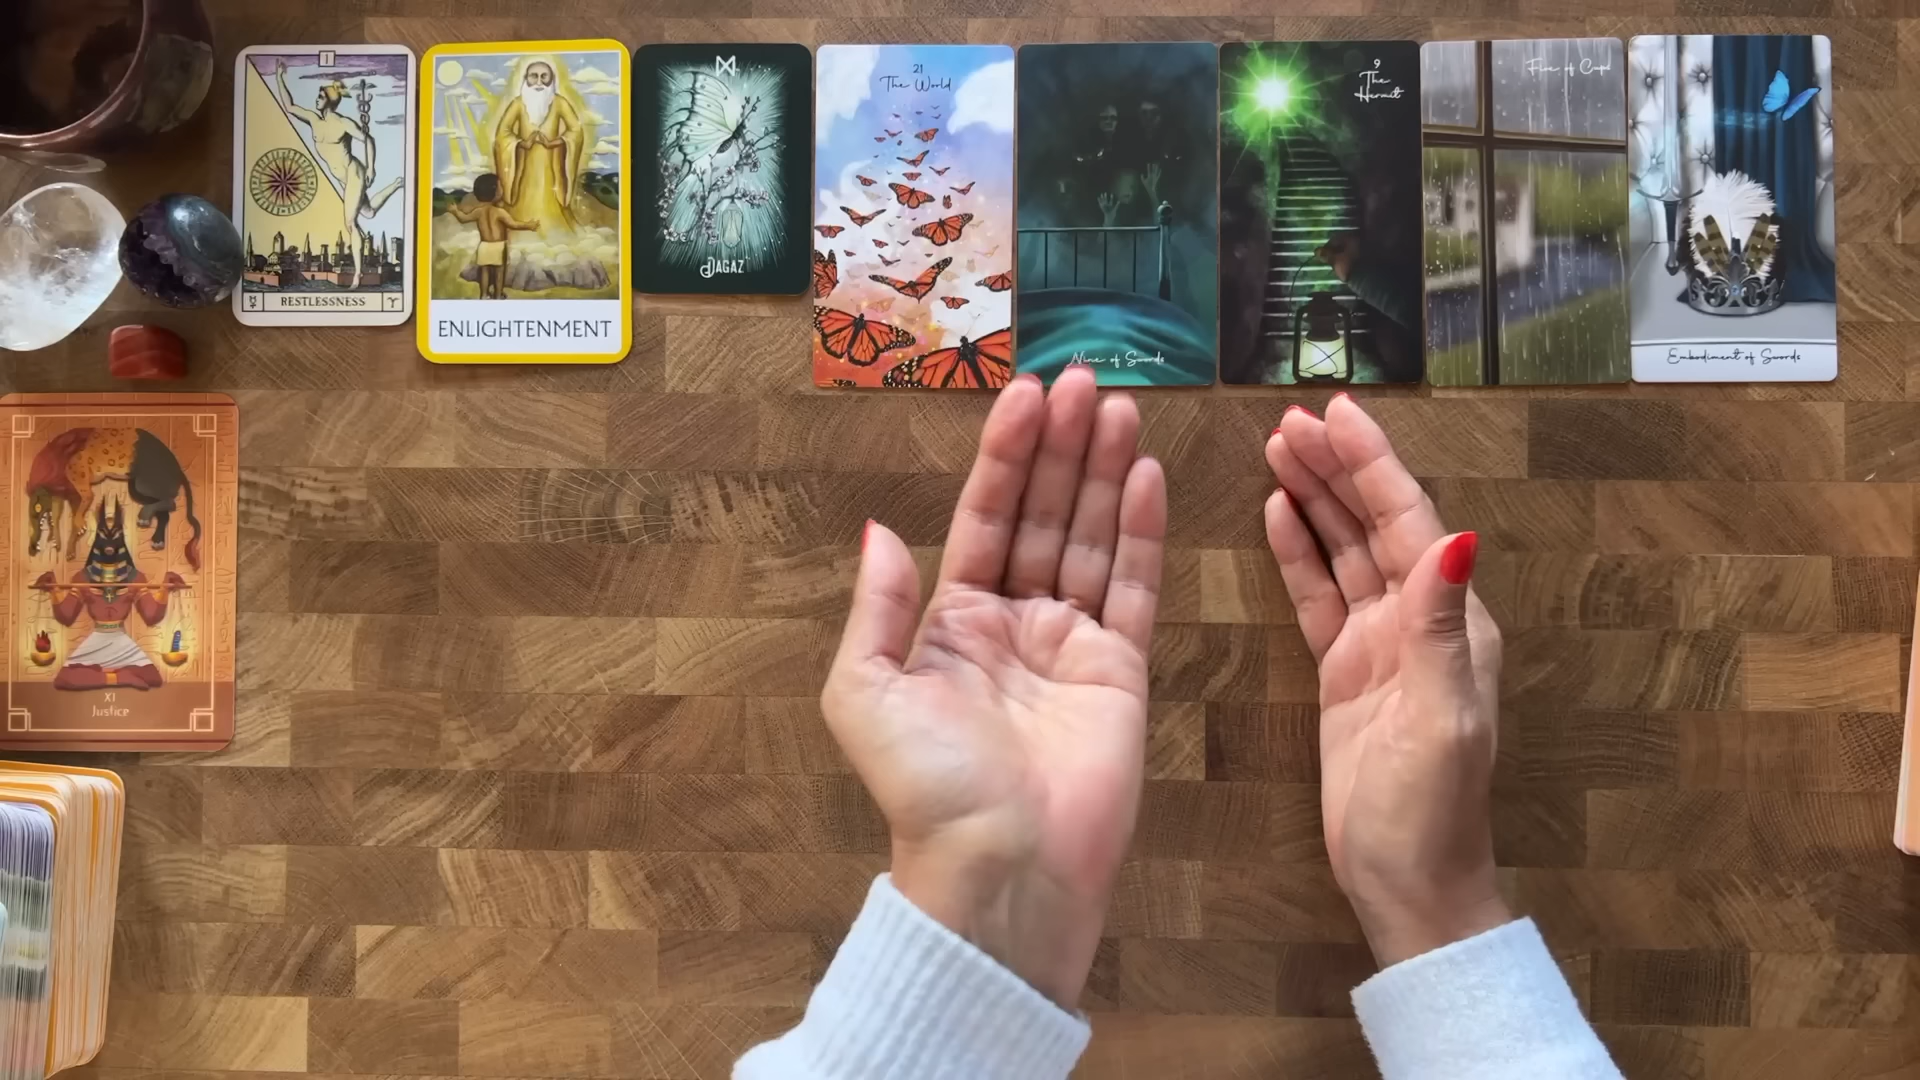 I
RESTLESSNESS
ENLIGHTENMENT
DAGAZ
21
The World
Nine of Swords
9
The
Hermit
Five of Cups
Embodiment of Swords
XI
Justice